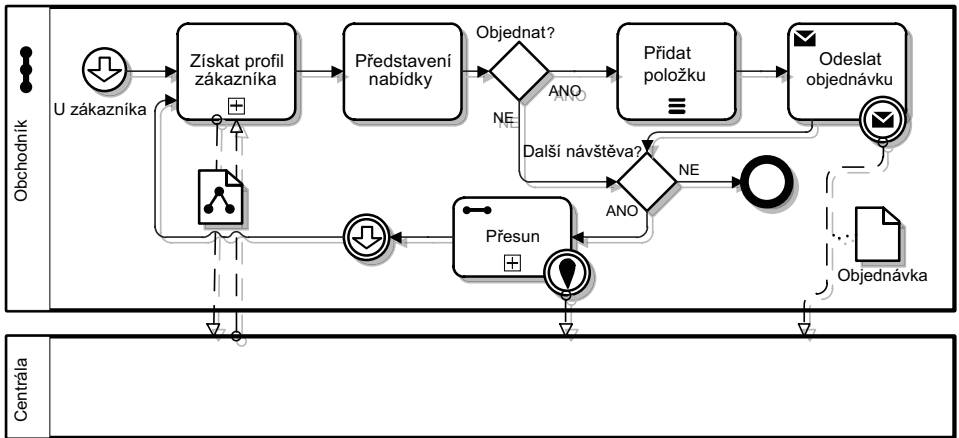 Obchodník
U zákazníka
Získat profil
zákazníka
Představení
nabídky
Objednat?
ANO
NE
Přidat
položku
Odeslat
objednávku
Další návštěva?
NE
ANO
Přesun
Objednávka
Centrála